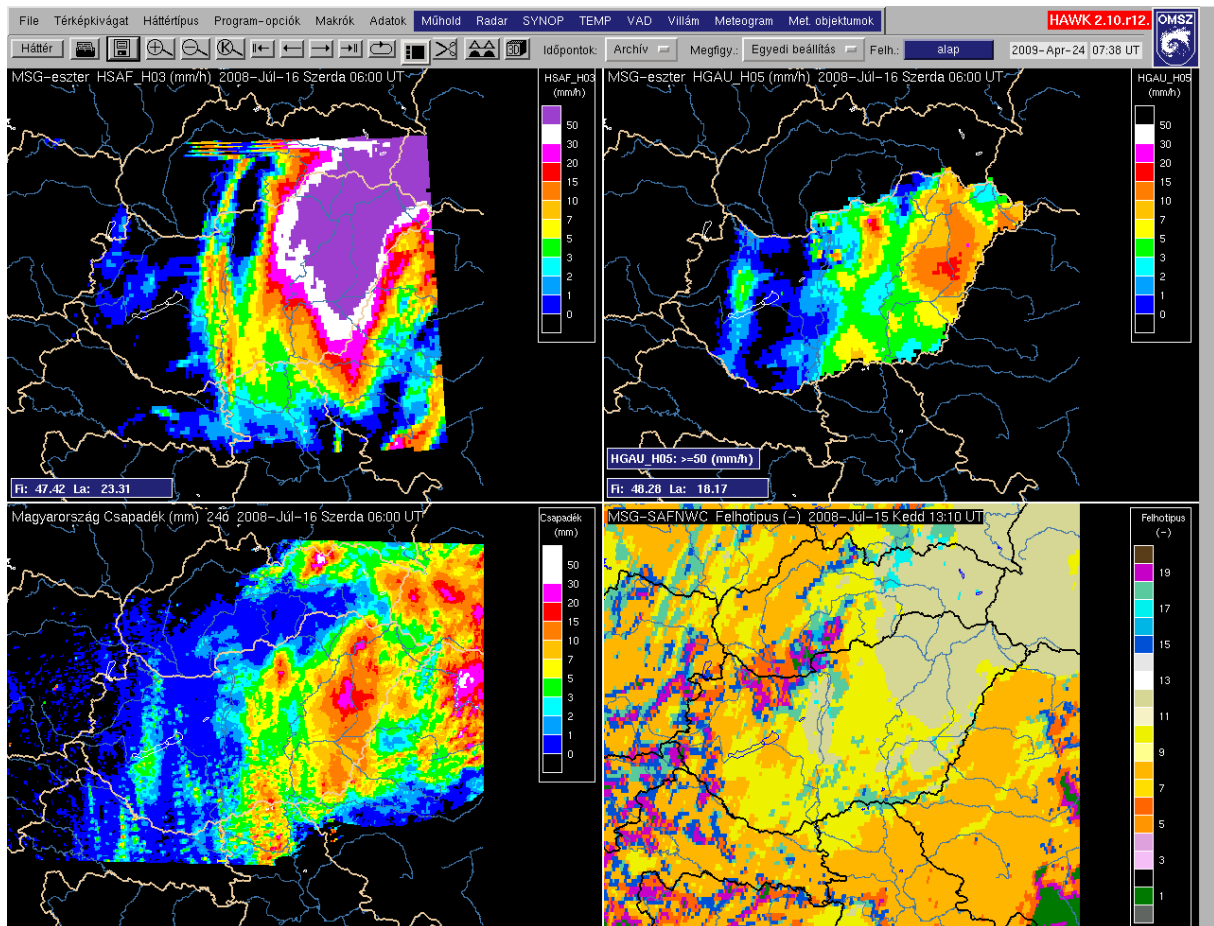 File Térképkivágat Háttértípus Program-opciók Makrók Adatok Műhold Radar SYNOP TEMP VAD Villám Meteogram Met. objektumok HAWK 2.10.r12. OMSZ
Háttér K 3D Időpontok: Archív Megfigy.: Egyedi beállítás Felh.: alap 2009-Apr-24 07:38 UT
MSG-eszter HSAF_H03 (mm/h) 2008-Júl-16 Szerda 06:00 UT
HSAF_H03
(mm/h)
50
30
20
15
10
7
5
3
2
1
0
Fi: 47.42 La: 23.31
MSG-eszter HGAU_H05 (mm/h) 2008-Júl-16 Szerda 06:00 UT
HGAU_H05
(mm/h)
50
30
20
15
10
7
5
3
2
1
0
HGAU_H05: >=50 (mm/h)
Fi: 48.28 La: 18.17
Magyarország Csapadék (mm) 24ó 2008-Júl-16 Szerda 06:00 UT
Csapadék
(mm)
50
30
20
15
10
7
5
3
2
1
0
MSG-SAFNWC Felhotipus (-) 2008-Júl-15 Kedd 13:10 UT
Felhotipus
(-)
19
17
15
13
11
9
7
5
3
1